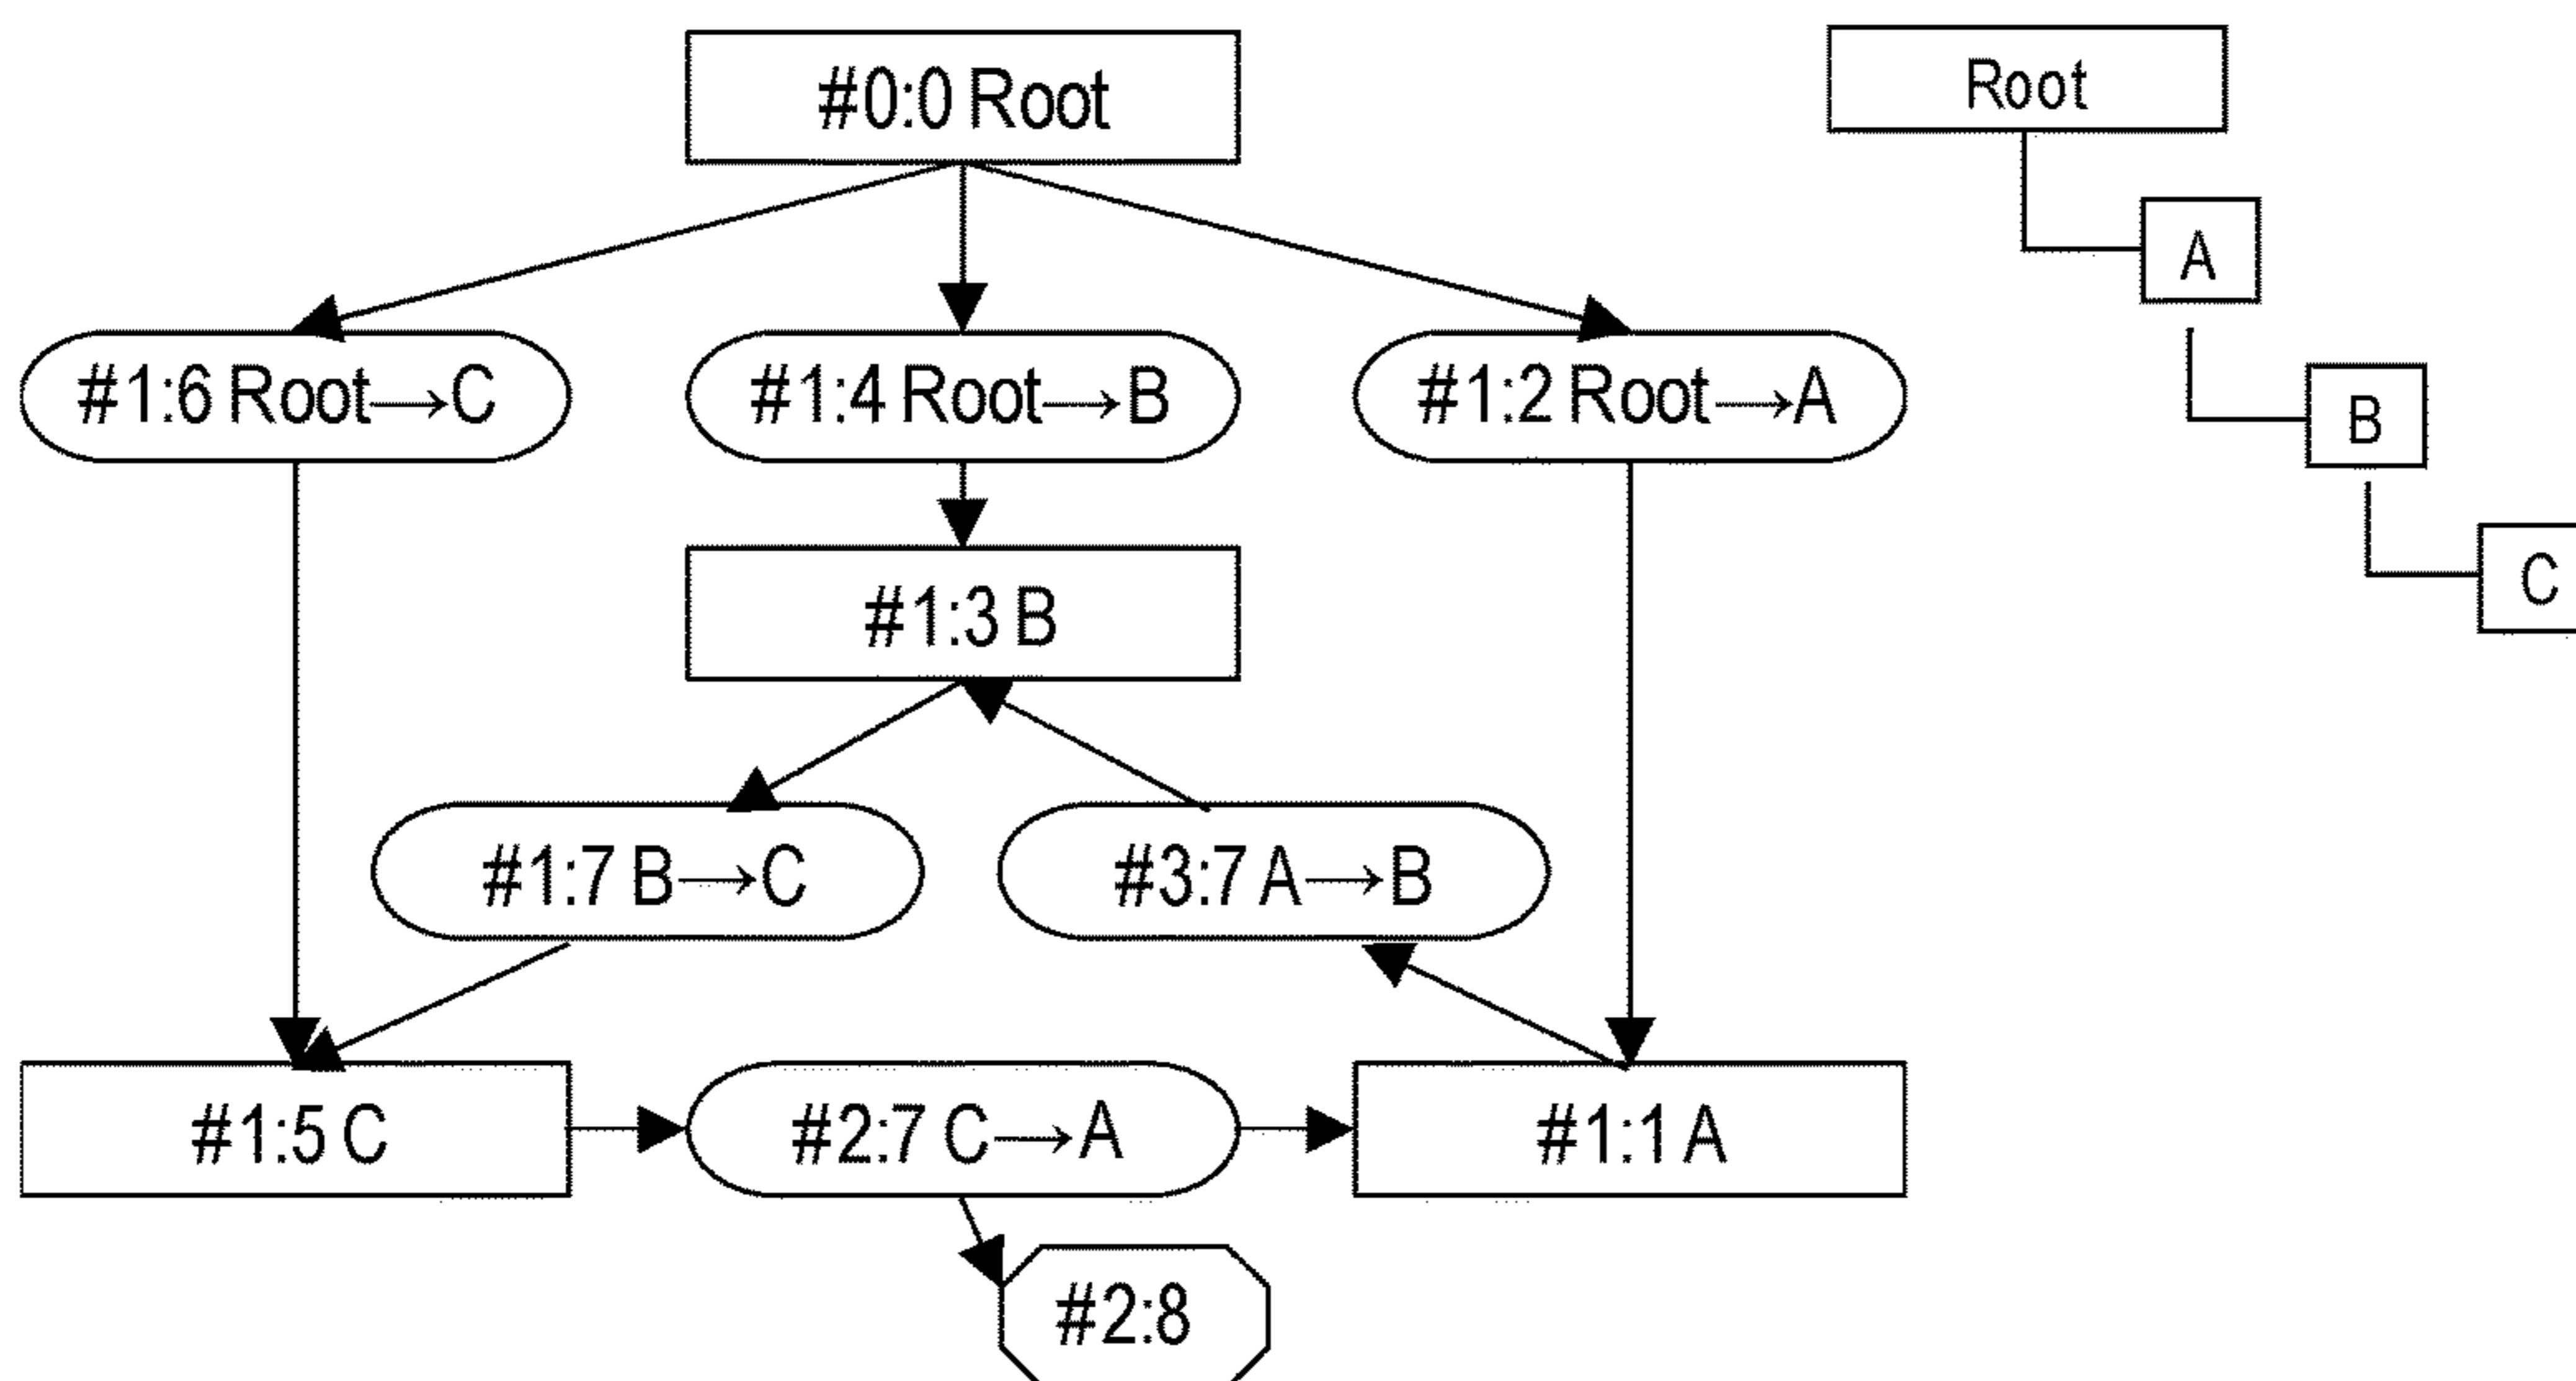 #0:0 Root
Root
A
#1:6 Root→C
#1:4 Root→B
#1:2 Root→A
B
C
#1:3 B
#1:7 B→C
#3:7 A→B
#1:5 C
#2:7 C→A
#1:1 A
#2:8